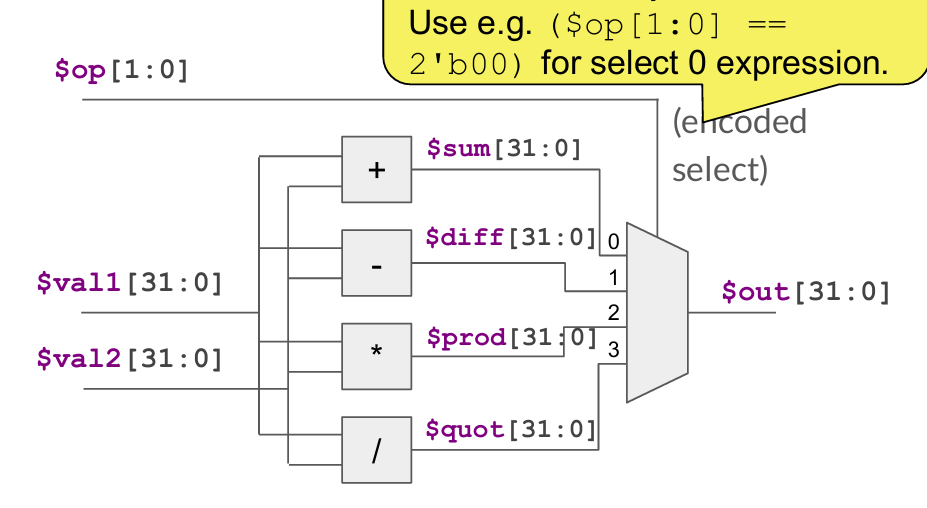 Use e.g. ($op[1:0] ==
2'b00) for select 0 expression.
$op[1:0]
(encoded
select)
+
$sum[31:0]
-
$diff[31:0]
0
1
$val1[31:0]
$out[31:0]
2
*
$prod[31:0]
3
$val2[31:0]
/
$quot[31:0]